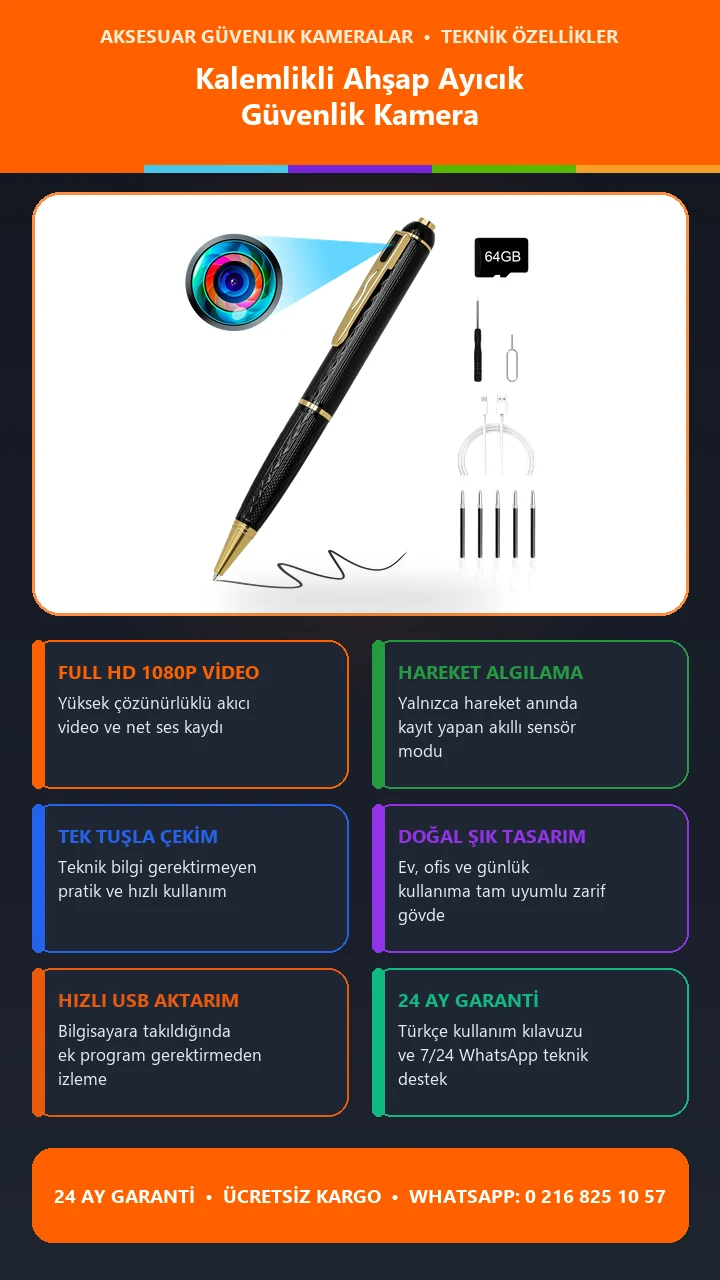 AKSESUAR GÜVENLIK KAMERALAR • TEKNİK ÖZELLİKLER
Kalemlikli Ahşap Ayıcık
Güvenlik Kamera
64GB
FULL HD 1080P VİDEO
Yüksek çözünürlüklü akıcı
video ve net ses kaydı
HAREKET ALGILAMA
Yalnızca hareket anında
kayıt yapan akıllı sensör
modu
TEK TUŞLA ÇEKİM
Teknik bilgi gerektirmeyen
pratik ve hızlı kullanım
DOĞAL ŞIK TASARIM
Ev, ofis ve günlük
kullanıma tam uyumlu zarif
gövde
HIZLI USB AKTARIM
Bilgisayara takıldığında
ek program gerektirmeden
izleme
24 AY GARANTİ
Türkçe kullanım kılavuzu
ve 7/24 WhatsApp teknik
destek
24 AY GARANTİ • ÜCRETSİZ KARGO • WHATSAPP: 0 216 825 10 57